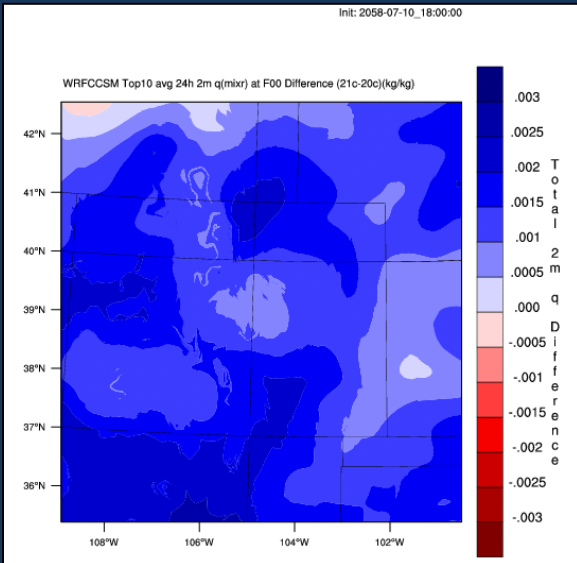 Init: 2058-07-10_18:00:00
WRFCCSM Top10 avg 24h 2m q(mixr) at F00 Difference (21c-20c)(kg/kg)
42°N
41°N
40°N
39°N
38°N
37°N
36°N
108°W
106°W
104°W
102°W
.003
.0025
.002
.0015
.001
.0005
.000
-.0005
-.001
-.0015
-.002
-.0025
-.003
Total 2m q Difference